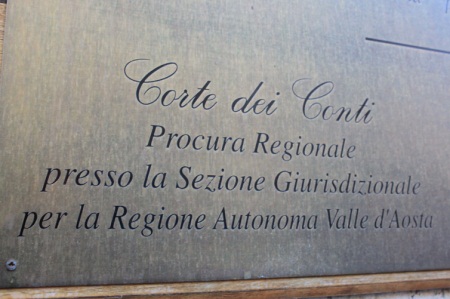 Corte dei Conti
Procura Regionale
presso la Sezione Giurisdizionale
per la Regione Autonoma Valle d'Aosta